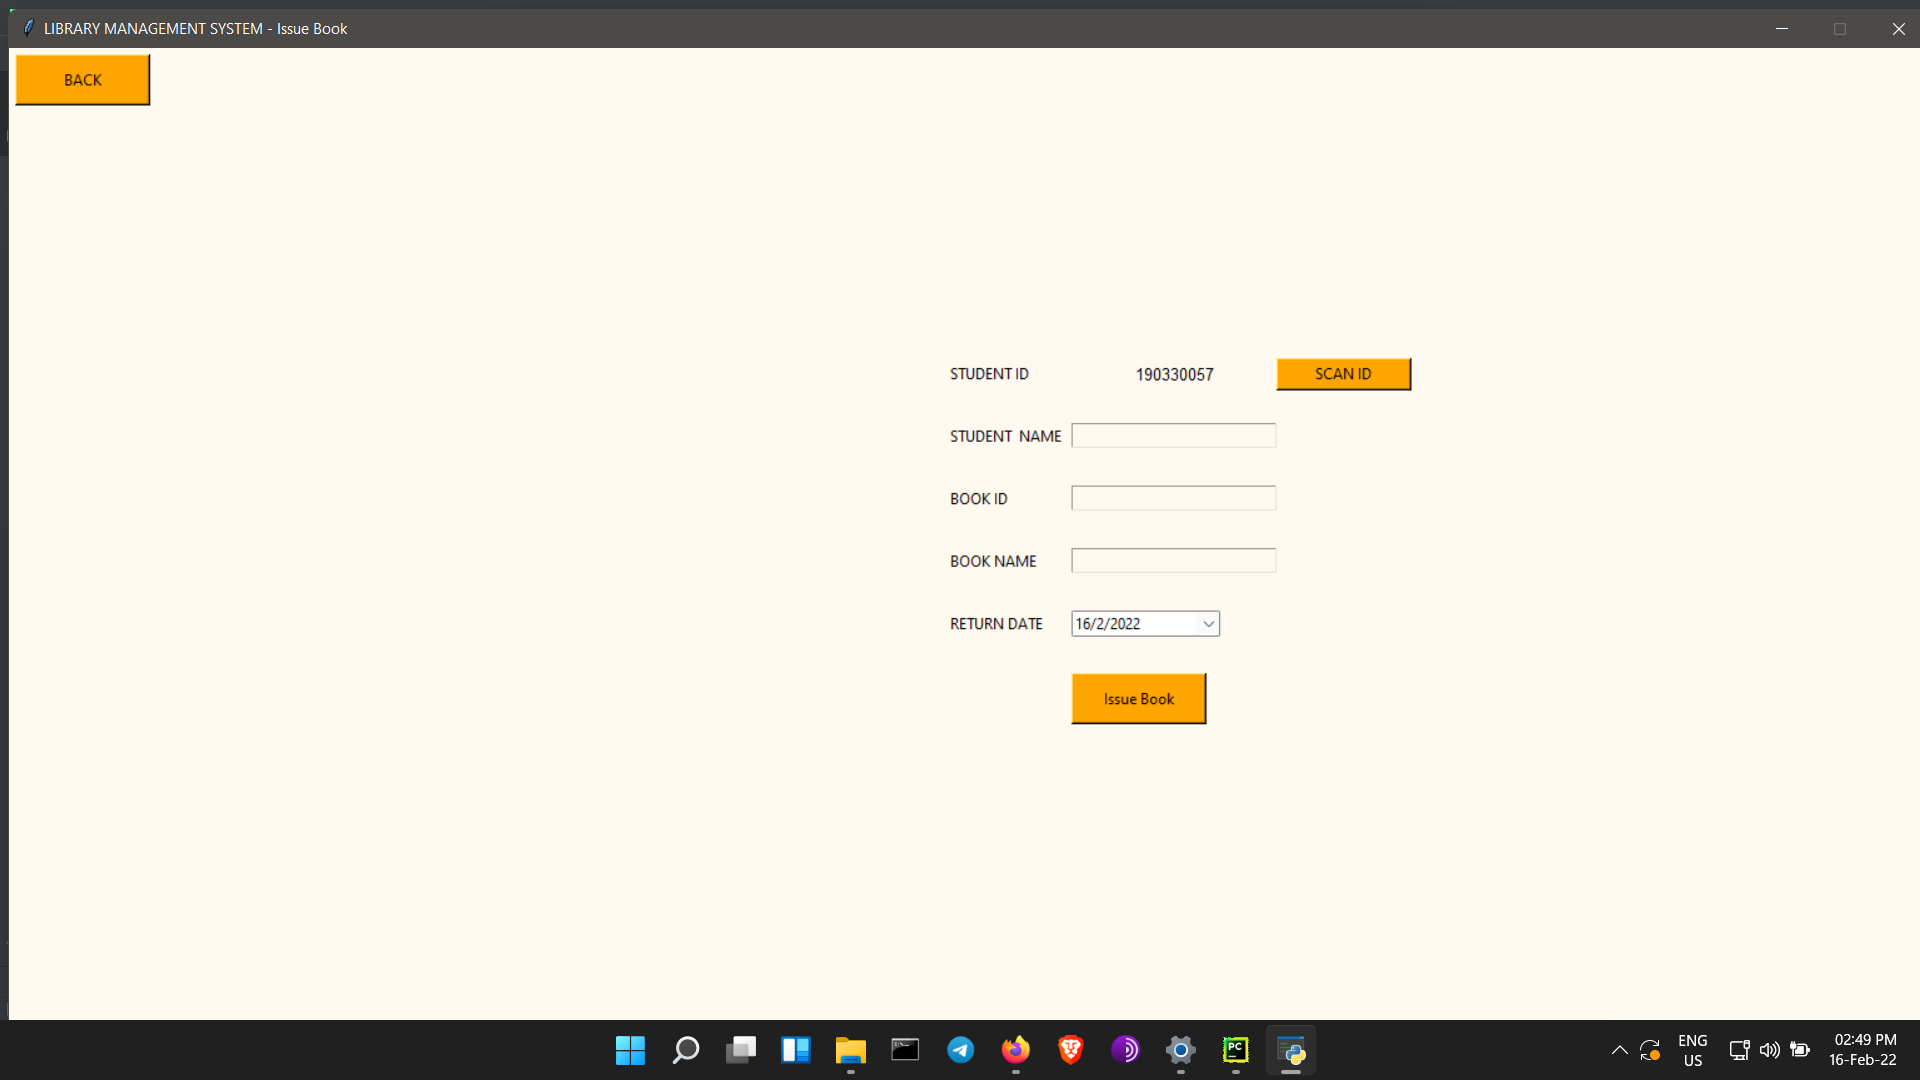 LIBRARY MANAGEMENT SYSTEM - Issue Book
BACK
STUDENT ID 190330057 SCAN ID
STUDENT  NAME
BOOK ID
BOOK NAME
RETURN DATE 16/2/2022
Issue Book
PC
ENG
US
02:49 PM
16-Feb-22